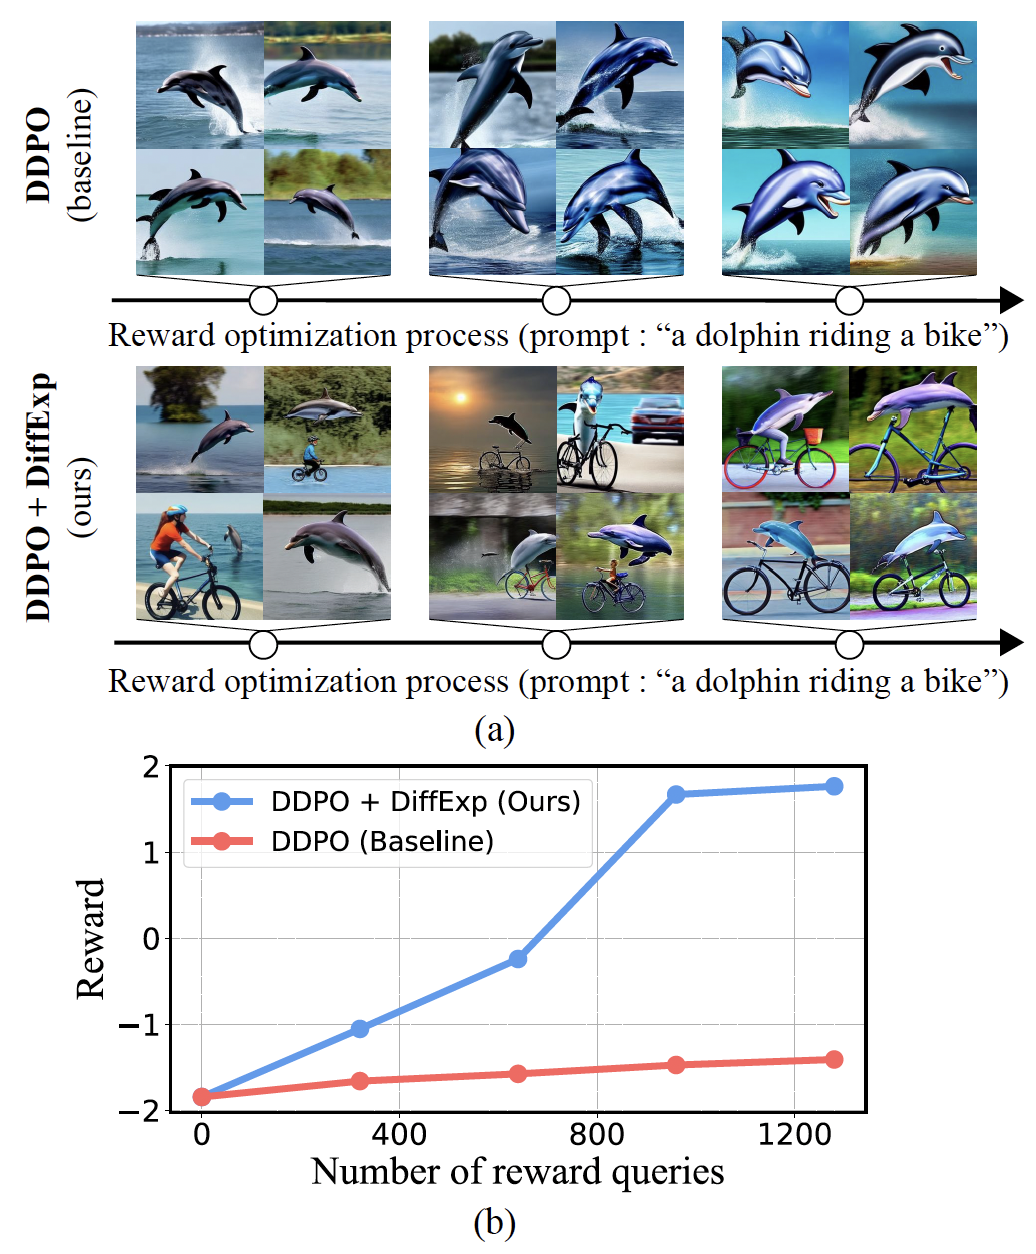 DDPO
(baseline)
Reward optimization process (prompt : “a dolphin riding a bike”)
DDPO + DiffExp
(ours)
Reward optimization process (prompt : “a dolphin riding a bike”)
(a)
DDPO + DiffExp (Ours)
DDPO (Baseline)
Reward
2
1
0
−1
−2
0 400 800 1200
Number of reward queries
(b)